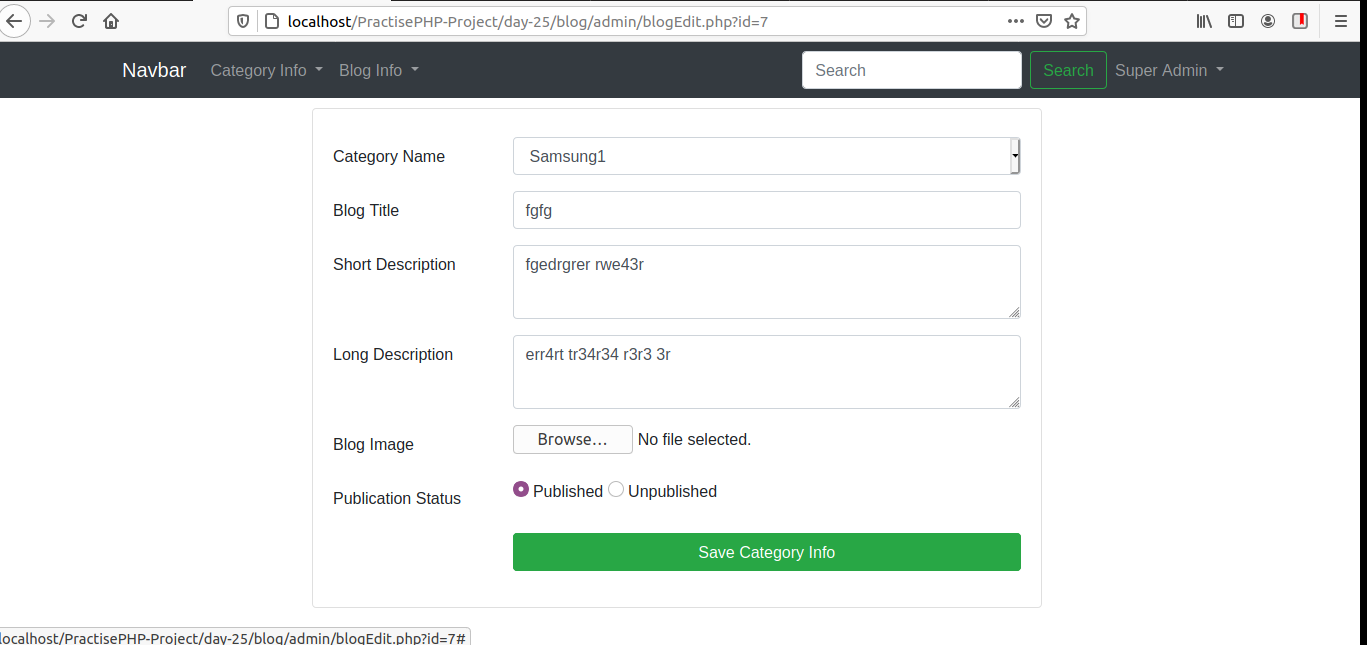 localhost/PractisePHP-Project/day-25/blog/admin/blogEdit.php?id=7
Navbar Category Info Blog Info Search Search Super Admin
Category Name Samsung1
Blog Title fgfg
Short Description fgedrgrer rwe43r
Long Description err4rt tr34r34 r3r3 3r
Blog Image Browse... No file selected.
Publication Status Published Unpublished
Save Category Info
localhost/PractisePHP-Project/day-25/blog/admin/blogEdit.php?id=7#